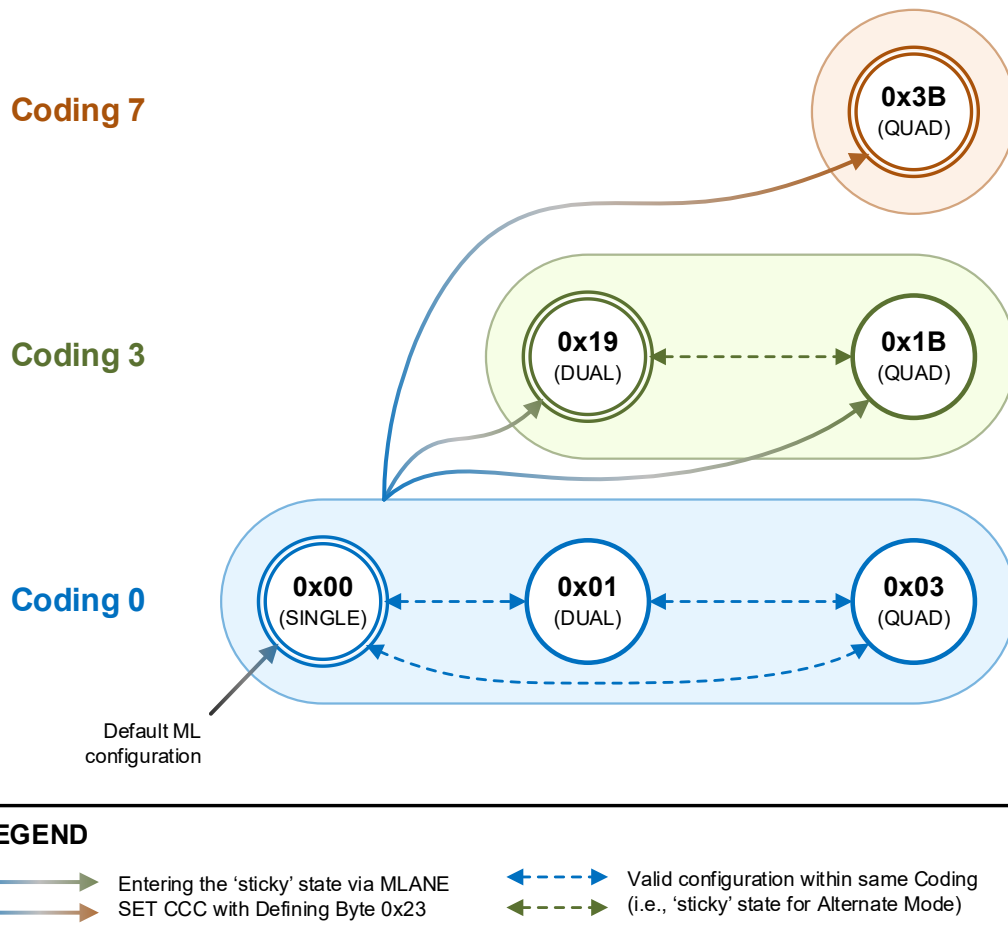 Coding 7
0x3B
(QUAD)
Coding 3
0x19
(DUAL)
0x1B
(QUAD)
Coding 0
0x00
(SINGLE)
0x01
(DUAL)
0x03
(QUAD)
Default ML
configuration
EGEND
Entering the ‘sticky’ state via MLANE
SET CCC with Defining Byte 0x23
Valid configuration within same Coding
(i.e., ‘sticky’ state for Alternate Mode)